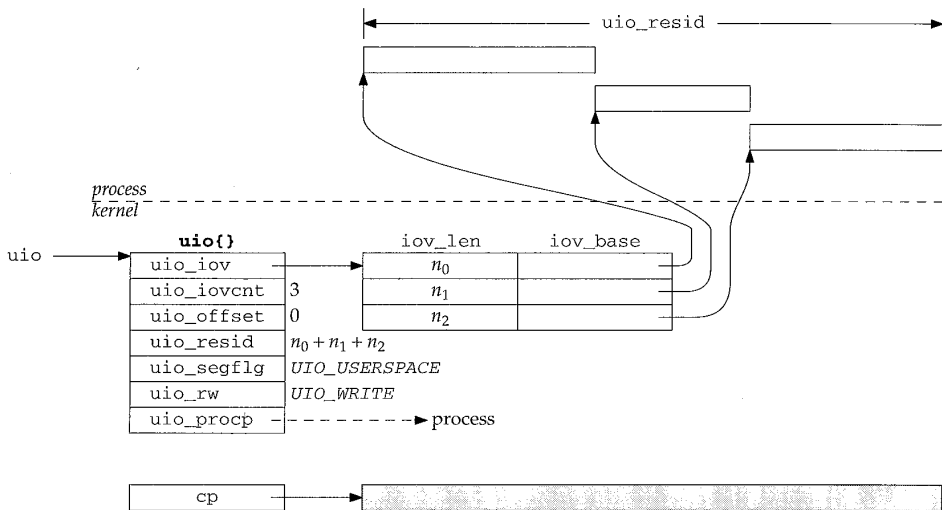 uio_resid
process
kernel
uio
uio{}
iov_len iov_base
uio_iov n₀
uio_iovcnt 3 n₁
uio_offset 0 n₂
uio_resid n₀ + n₁ + n₂
uio_segflg UIO_USERSPACE
uio_rw UIO_WRITE
uio_procp process
cp